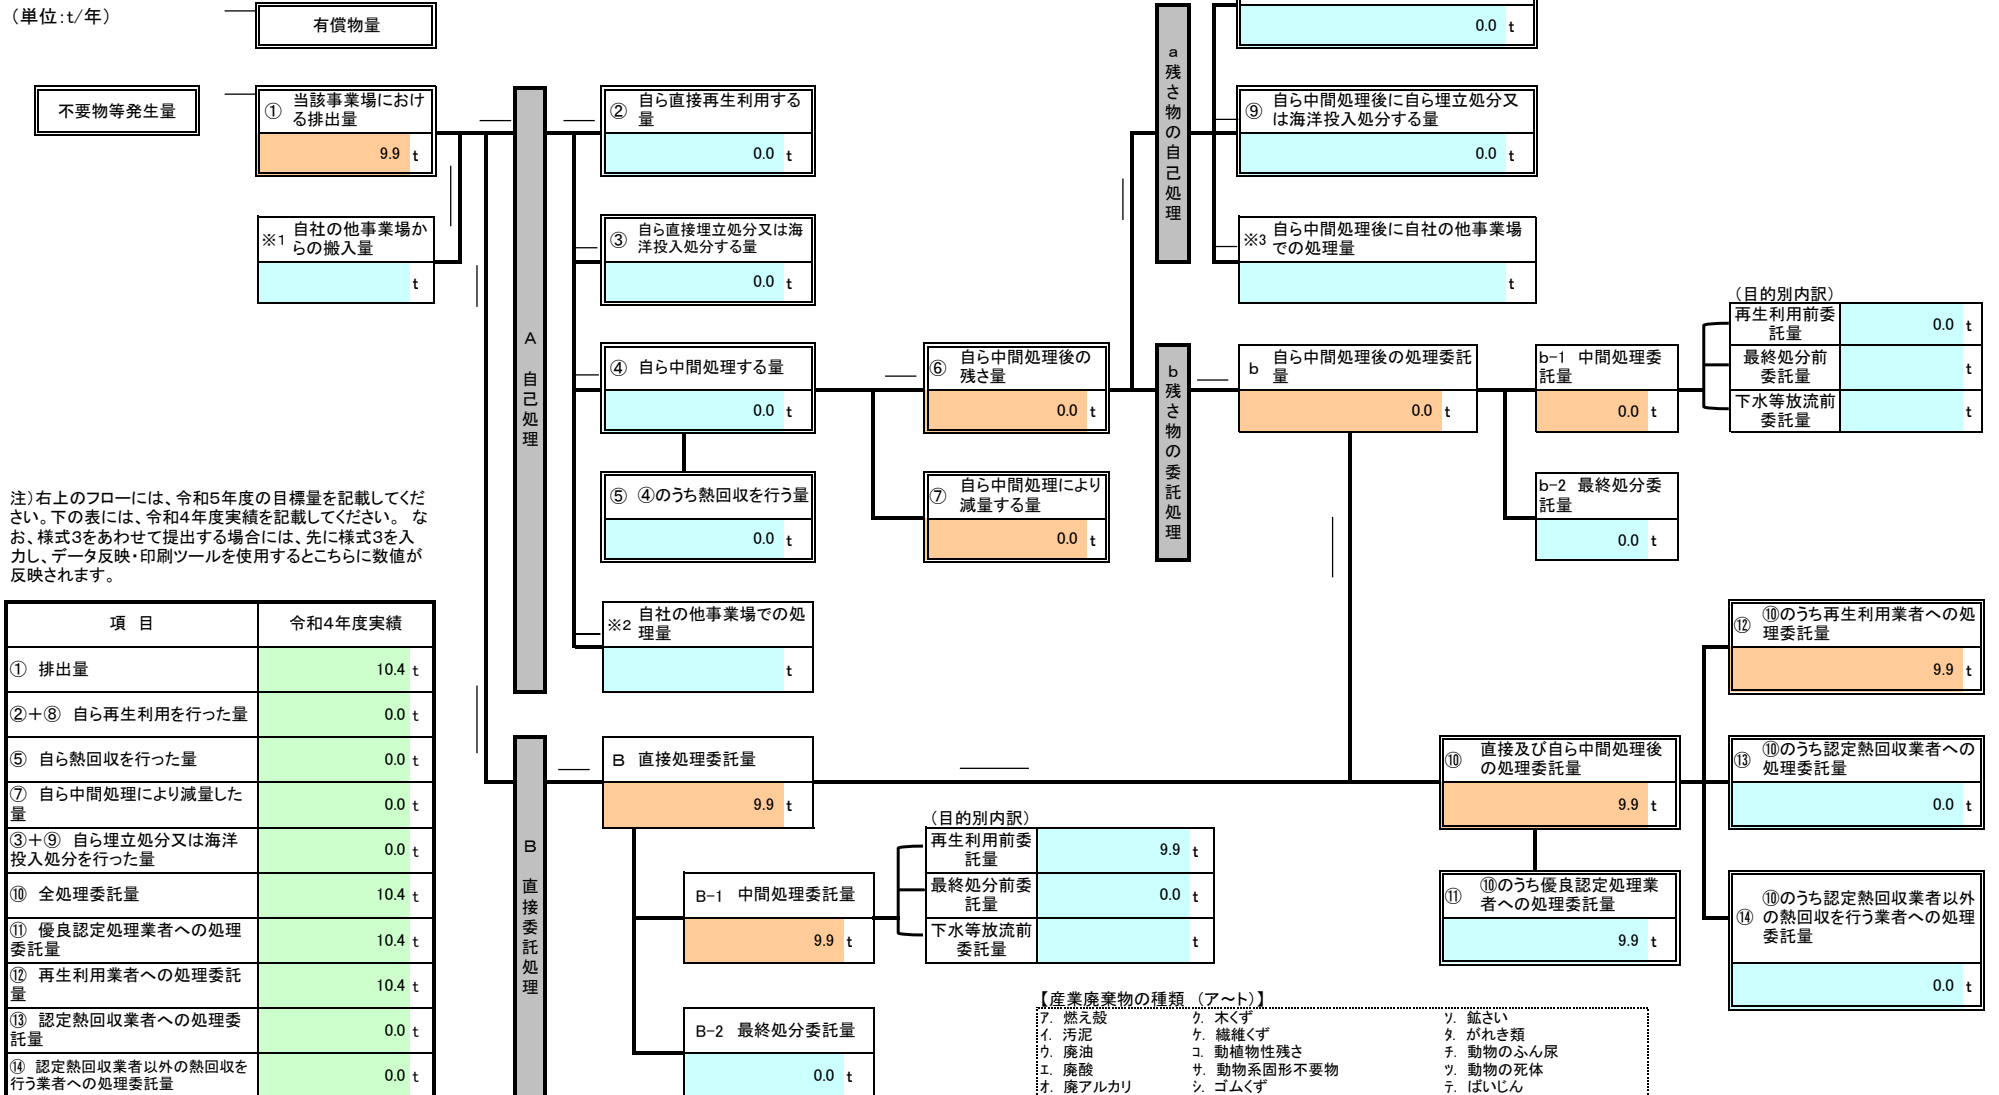 （単位：t/年）
有償物量
不要物等発生量
① 当該事業場におけ
る排出量
9.9 t
※1 自社の他事業場か
らの搬入量
t
A 自己処理
② 自ら直接再生利用する
量
0.0 t
③ 自ら直接埋立処分又は海
洋投入処分する量
0.0 t
④ 自ら中間処理する量
0.0 t
⑤ ④のうち熱回収を行う量
0.0 t
※2 自社の他事業場での処
理量
t
⑥ 自ら中間処理後の
残さ量
0.0 t
⑦ 自ら中間処理により
減量する量
0.0 t
a 残さ物の自己処理
0.0 t
⑨ 自ら中間処理後に自ら埋立処分又
は海洋投入処分する量
0.0 t
※3 自ら中間処理後に自社の他事業場
での処理量
t
b 残さ物の委託処理
b 自ら中間処理後の処理委託
量
0.0 t
b-1 中間処理委
託量
0.0 t
b-2 最終処分委
託量
0.0 t
（目的別内訳）
再生利用前委
託量
0.0 t
最終処分前
委託量
t
下水等放流前
委託量
t
注）右上のフローには、令和５年度の目標量を記載してくだ
さい。下の表には、令和４年度実績を記載してください。 な
お、様式３をあわせて提出する場合には、先に様式３を入
力し、データ反映・印刷ツールを使用するとこちらに数値が
反映されます。
項 目 令和４年度実績
① 排出量 10.4 t
②＋⑧ 自ら再生利用を行った量 0.0 t
⑤ 自ら熱回収を行った量 0.0 t
⑦ 自ら中間処理により減量した
量 0.0 t
③＋⑨ 自ら埋立処分又は海洋
投入処分を行った量 0.0 t
⑩ 全処理委託量 10.4 t
⑪ 優良認定処理業者への処理
委託量 10.4 t
⑫ 再生利用業者への処理委託
量 10.4 t
⑬ 認定熱回収業者への処理委
託量 0.0 t
⑭ 認定熱回収業者以外の熱回収を
行う業者への処理委託量 0.0 t
B 直接委託処理
B 直接処理委託量
9.9 t
B-1 中間処理委託量
9.9 t
B-2 最終処分委託量
0.0 t
（目的別内訳）
再生利用前委
託量
9.9 t
最終処分前委
託量
0.0 t
下水等放流前
委託量
t
⑩ 直接及び自ら中間処理後
の処理委託量
9.9 t
⑪ ⑩のうち優良認定処理業
者への処理委託量
9.9 t
⑫ ⑩のうち再生利用業者への処
理委託量
9.9 t
⑬ ⑩のうち認定熱回収業者への
処理委託量
0.0 t
⑭ ⑩のうち認定熱回収業者以外
の熱回収を行う業者への処理
委託量
0.0 t
【産業廃棄物の種類 （ア～ト）】
ｱ. 燃え殻 ｸ. 木くず ｿ. 鉱さい
ｲ. 汚泥 ｹ. 繊維くず ﾀ. がれき類
ｳ. 廃油 ｺ. 動植物性残さ ﾁ. 動物のふん尿
ｴ. 廃酸 ｻ. 動物系固形不要物 ﾂ. 動物の死体
ｵ. 廃アルカリ ｼ. ゴムくず ﾃ. ばいじん